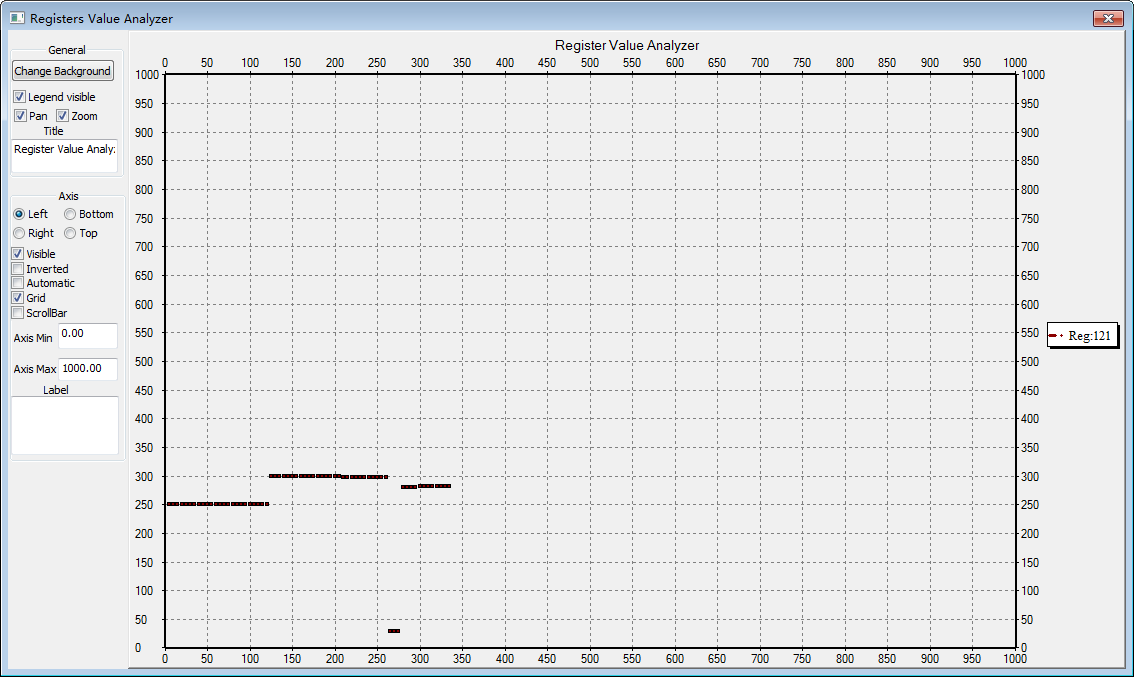 Registers Value Analyzer
General
Change Background
Legend visible
Pan Zoom
Title
Register Value Analy
Axis
Left Bottom
Right Top
Visible
Inverted
Automatic
Grid
ScrollBar
Axis Min 0.00
Axis Max 1000.00
Label
Register Value Analyzer
0 50 100 150 200 250 300 350 400 450 500 550 600 650 700 750 800 850 900 950 1000
1000 1000
950 950
900 900
850 850
800 800
750 750
700 700
650 650
600 600
550 550
500 500
450 450
400 400
350 350
300 300
250 250
200 200
150 150
100 100
50 50
0 0
0 50 100 150 200 250 300 350 400 450 500 550 600 650 700 750 800 850 900 950 1000
Reg:121